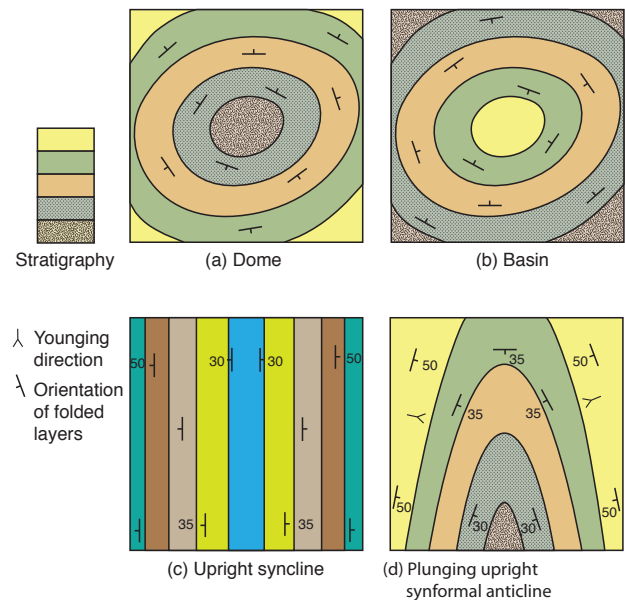 Stratigraphy
(a) Dome
(b) Basin
Younging
direction
Orientation
of folded
layers
50
30
30
50
35
35
(c) Upright syncline
35
50
50
35
35
50
30
30
50
(d) Plunging upright
synformal anticline